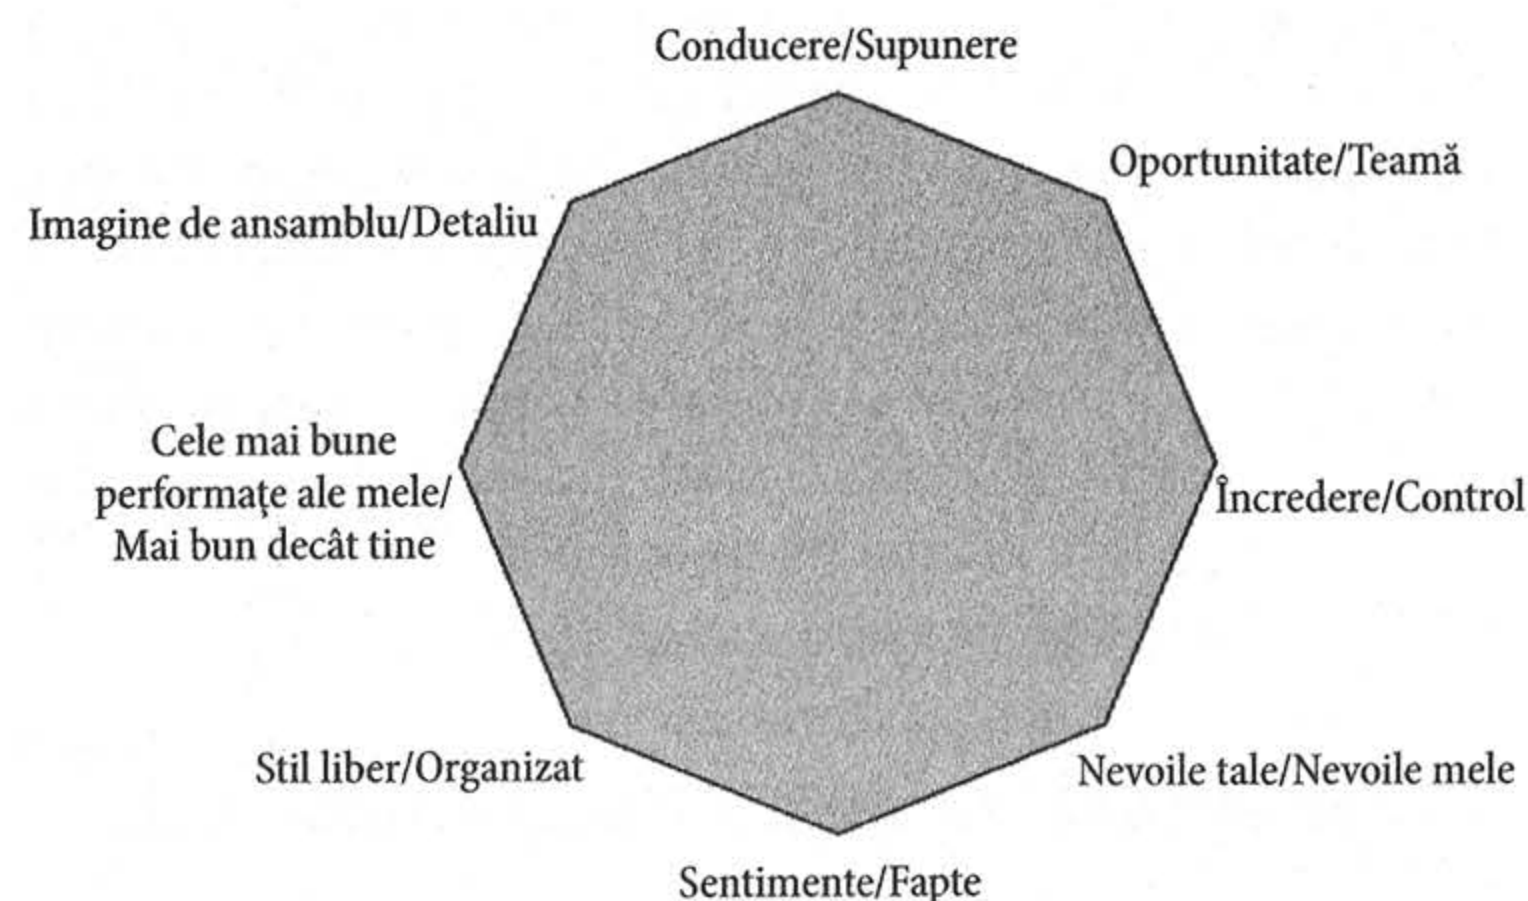 Conducere/Supunere
Oportunitate/Teamă
Imagine de ansamblu/Detaliu
Cele mai bune
performațe ale mele/
Mai bun decât tine
Încredere/Control
Stil liber/Organizat
Nevoile tale/Nevoile mele
Sentimente/Fapte